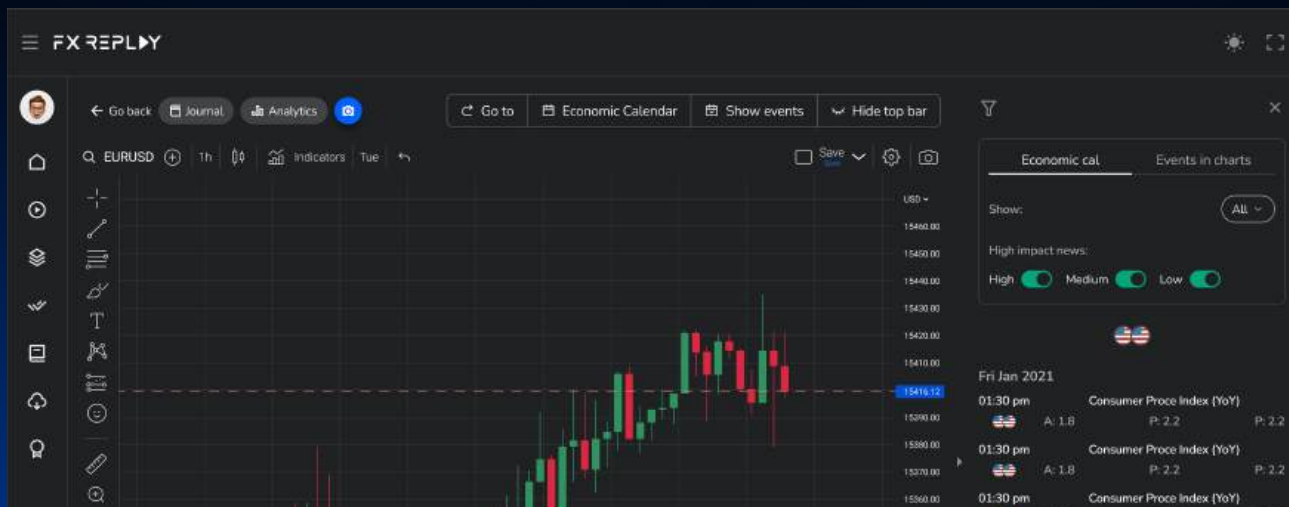 FX REPLAY
Go back Journal Analytics Go to Economic Calendar Show events Hide top bar
EURUSD 1h Indicators Tue Save
USD
15460.00
15450.00
15440.00
15430.00
15420.00
15410.00
15416.12
15390.00
15380.00
15370.00
15360.00
Economic cal Events in charts
Show: All
High impact news:
High Medium Low
Fri Jan 2021
01:30 pm Consumer Proce Index (YoY)
A: 1.8 P: 2.2 P: 2.2
01:30 pm Consumer Proce Index (YoY)
A: 1.8 P: 2.2 P: 2.2
01:30 pm Consumer Proce Index (YoY)